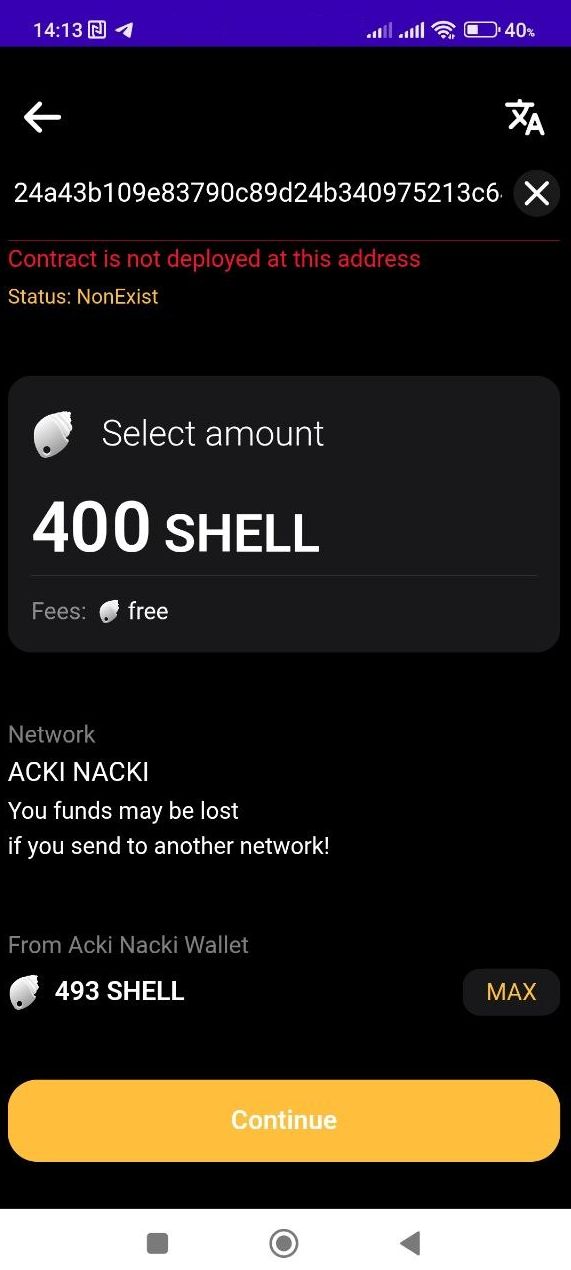 14:13
40%
24a43b109e83790c89d24b340975213c6
Contract is not deployed at this address
Status: NonExist
Select amount
400 SHELL
Fees: free
Network
ACKI NACKI
You funds may be lost
if you send to another network!
From Acki Nacki Wallet
493 SHELL
MAX
Continue